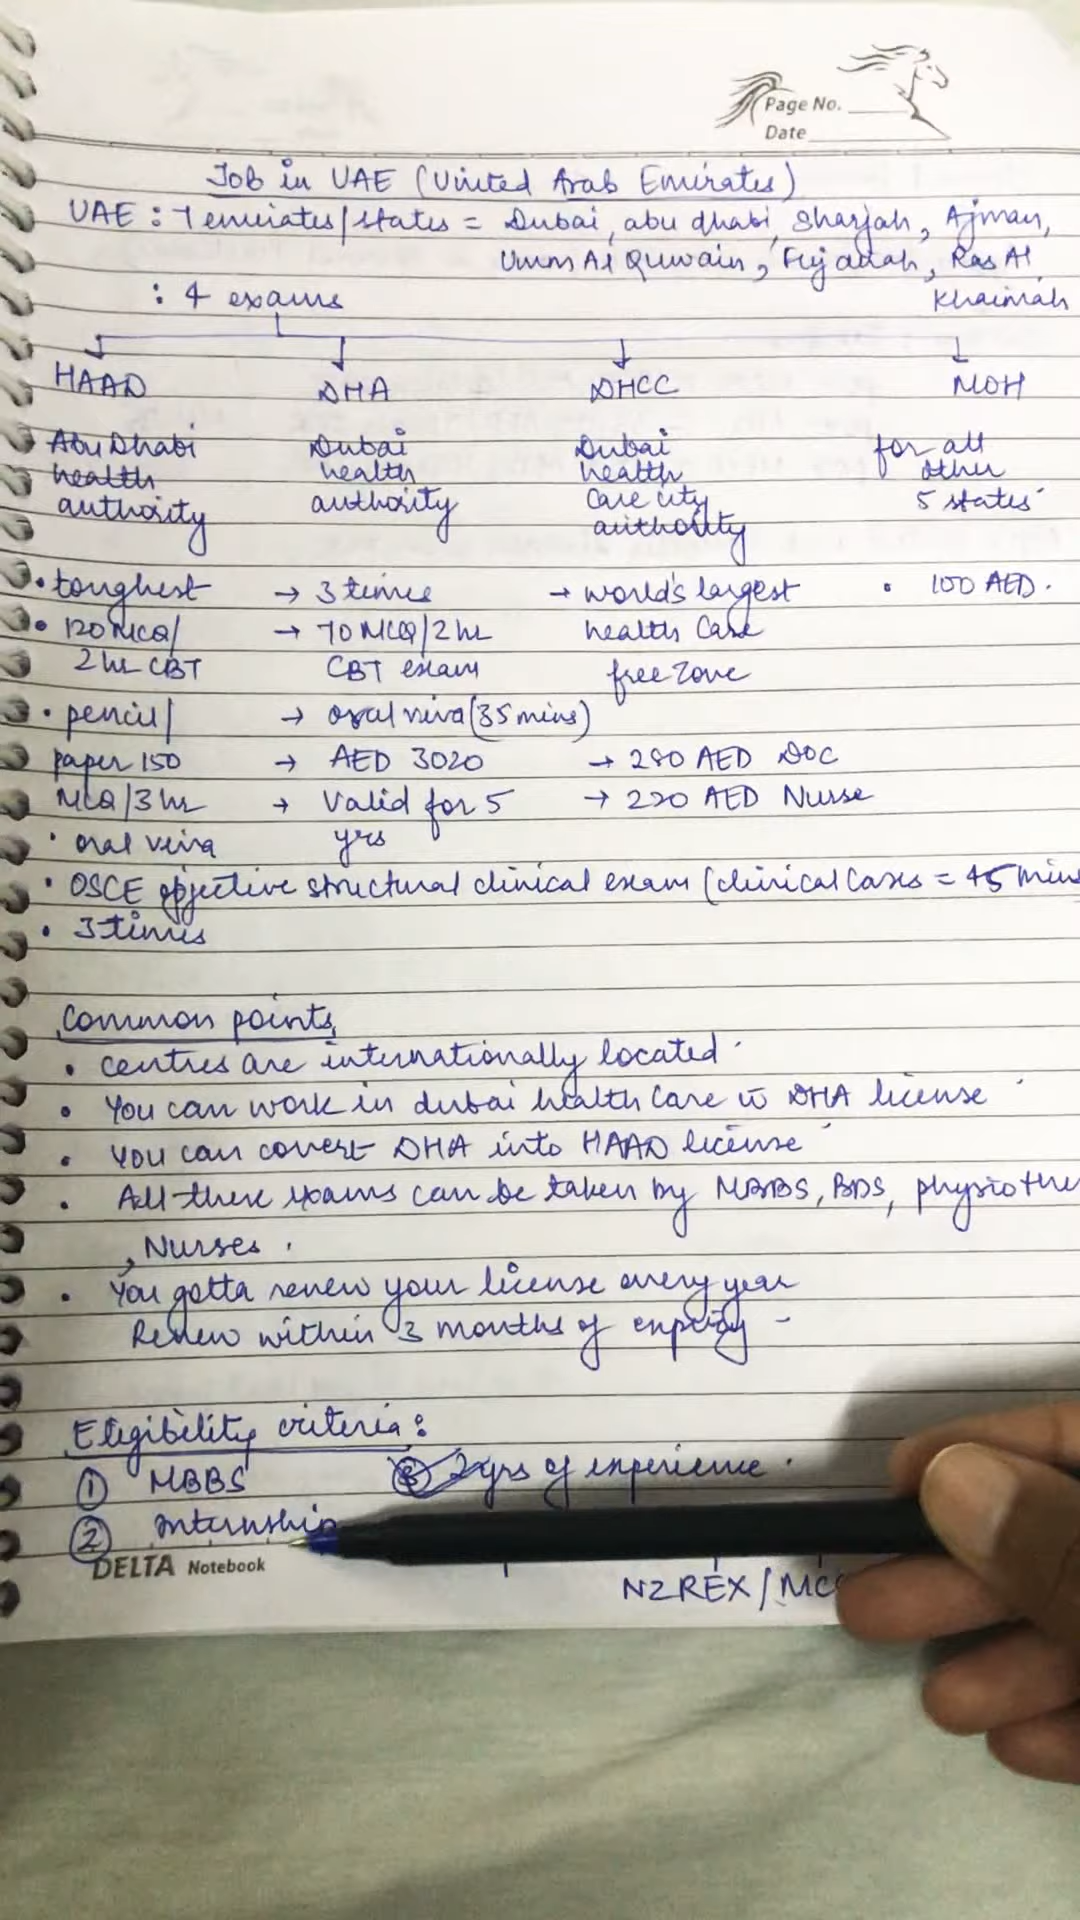 Page No.
Date
Job in UAE (United Arab Emirates)
UAE : 7 emirates/states = Dubai, abu dhabi, Sharjah, Ajman,
Umm Al Quwain, Fujairah, Ras Al
Khaimah
: 4 exams
HAAD DHA DHCC MOH
Abu Dhabi Dubai Dubai for all
health health health other
authority authority care city 5 states
authority
• toughest → 3 times → world's largest • 100 AED.
• 120 MCQ/ → 70 MCQ/2 hr health Care
2 hr CBT CBT exam free zone
• pencil/ → oral viva (35 mins)
paper 150 → AED 3020 → 280 AED DOC
MCQ/3 hr → Valid for 5 → 220 AED Nurse
• oral viva yrs
• OSCE objective structural clinical exam (clinical cases = 45 mins
• 3 times
Common points
• centres are internationally located
• You can work in dubai health care w DHA license
• You can covert DHA into HAAD license
• All these exams can be taken by MBBS, BDS, physiothe
, Nurses.
• You gotta renew your license every year
Renew within 3 months of expiry -
Eligibility criteria:
① MBBS ③ 2 yrs of experience.
② Internship
DELTA Notebook
NZREX / MC